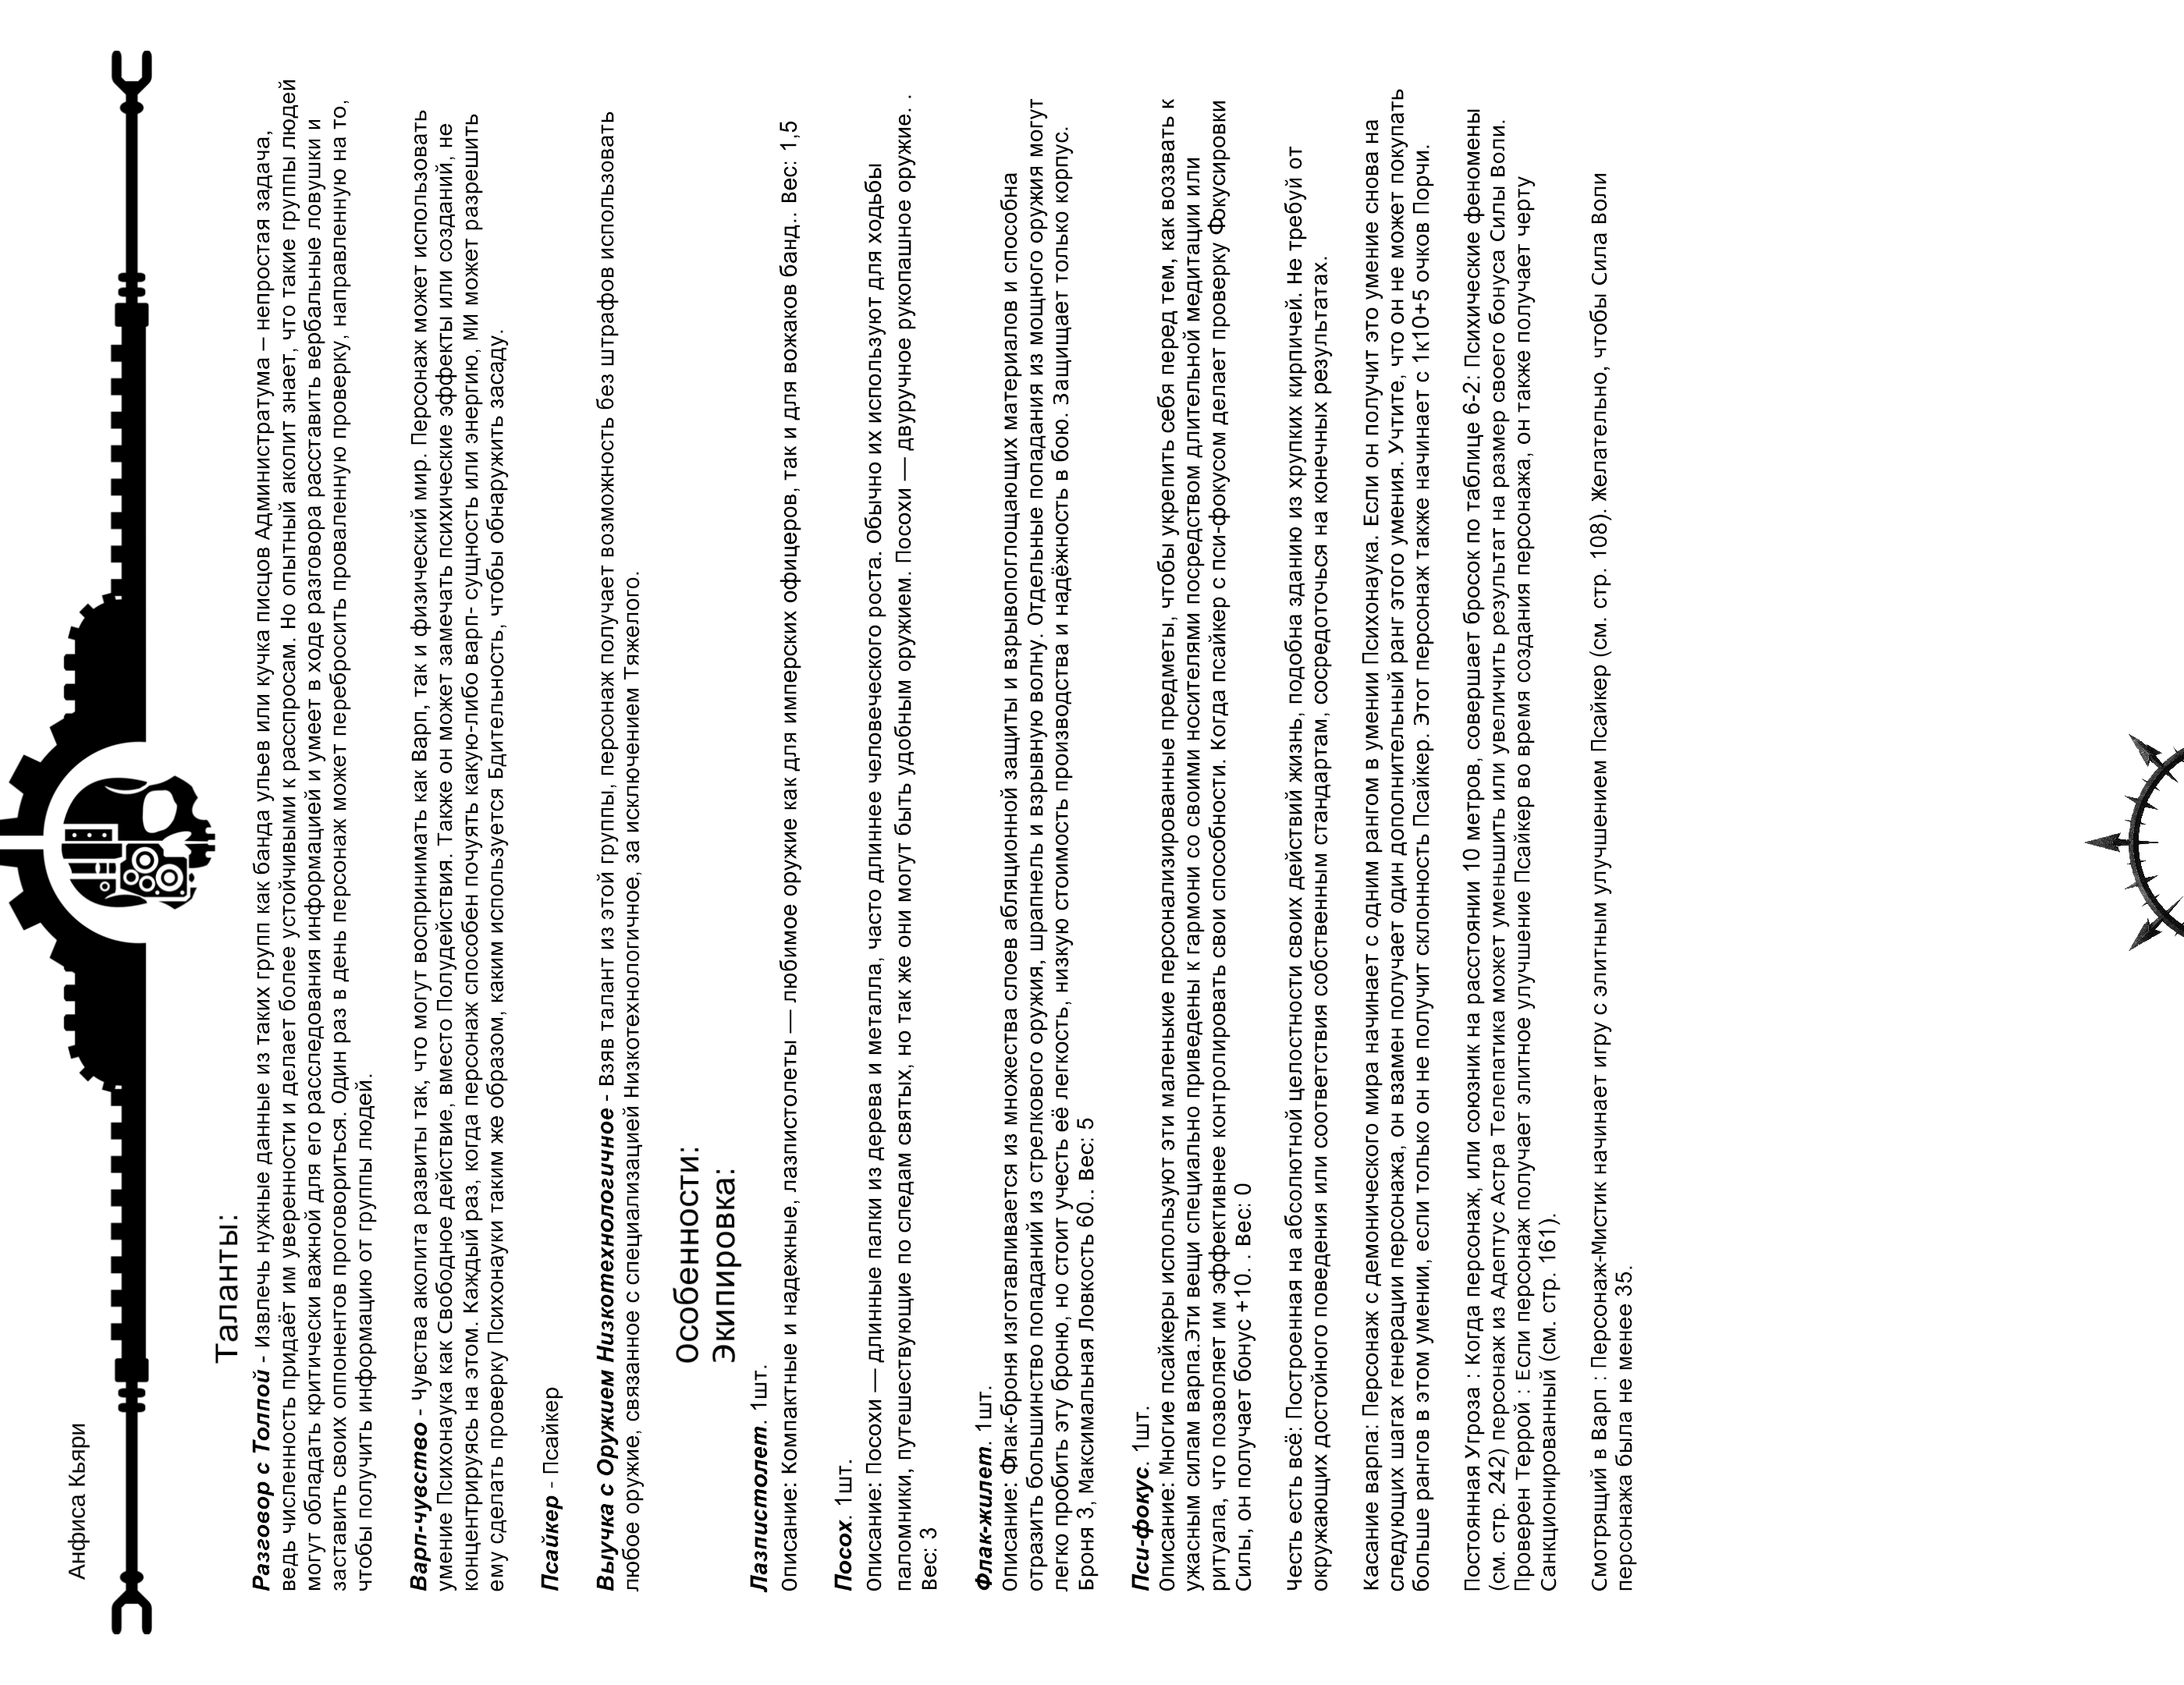 Анфиса Кьяри
Таланты:
Разговор с Толпой - Извлечь нужные данные из таких групп как банда ульев или кучка писцов Администратума – непростая задача,
ведь численность придаёт им уверенности и делает более устойчивыми к расспросам. Но опытный аколит знает, что такие группы людей
могут обладать критически важной для его расследования информацией и умеет в ходе разговора расставить вербальные ловушки и
заставить своих оппонентов проговориться. Один раз в день персонаж может перебросить проваленную проверку, направленную на то,
чтобы получить информацию от группы людей.
Варп-чувство - Чувства аколита развиты так, что могут воспринимать как Варп, так и физический мир. Персонаж может использовать
умение Психонаука как Свободное действие, вместо Полудействия. Также он может замечать психические эффекты или созданий, не
концентрируясь на этом. Каждый раз, когда персонаж способен почуять какую-либо варп- сущность или энергию, МИ может разрешить
ему сделать проверку Психонауки таким же образом, каким используется Бдительность, чтобы обнаружить засаду.
Псайкер - Псайкер
Выучка с Оружием Низкотехнологичное - Взяв талант из этой группы, персонаж получает возможность без штрафов использовать
любое оружие, связанное с специализацией Низкотехнологичное, за исключением Тяжелого.
Особенности:
Экипировка:
Лазпистолет. 1шт.
Описание: Компактные и надежные, лазпистолеты — любимое оружие как для имперских офицеров, так и для вожаков банд.. Вес: 1,5
Посох. 1шт.
Описание: Посохи — длинные палки из дерева и металла, часто длиннее человеческого роста. Обычно их используют для ходьбы
паломники, путешествующие по следам святых, но так же они могут быть удобным оружием. Посохи — двуручное рукопашное оружие. .
Вес: 3
Флак-жилет. 1шт.
Описание: Флак-броня изготавливается из множества слоев абляционной защиты и взрывопоглощающих материалов и способна
отразить большинство попаданий из стрелкового оружия, шрапнель и взрывную волну. Отдельные попадания из мощного оружия могут
легко пробить эту броню, но стоит учесть её легкость, низкую стоимость производства и надёжность в бою. Защищает только корпус.
Броня 3, Максимальная Ловкость 60.. Вес: 5
Пси-фокус. 1шт.
Описание: Многие псайкеры используют эти маленькие персонализированные предметы, чтобы укрепить себя перед тем, как воззвать к
ужасным силам варпа.Эти вещи специально приведены к гармони со своими носителями посредством длительной медитации или
ритуала, что позволяет им эффективнее контролировать свои способности. Когда псайкер с пси-фокусом делает проверку Фокусировки
Силы, он получает бонус +10. . Вес: 0
Честь есть всё: Построенная на абсолютной целостности своих действий жизнь, подобна зданию из хрупких кирпичей. Не требуй от
окружающих достойного поведения или соответствия собственным стандартам, сосредоточься на конечных результатах.
Касание варпа: Персонаж с демонического мира начинает с одним рангом в умении Психонаука. Если он получит это умение снова на
следующих шагах генерации персонажа, он взамен получает один дополнительный ранг этого умения. Учтите, что он не может покупать
больше рангов в этом умении, если только он не получит склонность Псайкер. Этот персонаж также начинает с 1к10+5 очков Порчи.
Постоянная Угроза : Когда персонаж, или союзник на расстоянии 10 метров, совершает бросок по таблице 6-2: Психические феномены
(см. стр. 242) персонаж из Адептус Астра Телепатика может уменьшить или увеличить результат на размер своего бонуса Силы Воли.
Проверен Террой : Если персонаж получает элитное улучшение Псайкер во время создания персонажа, он также получает черту
Санкционированный (см. стр. 161).
Смотрящий в Варп : Персонаж-Мистик начинает игру с элитным улучшением Псайкер (см. стр. 108). Желательно, чтобы Сила Воли
персонажа была не менее 35.